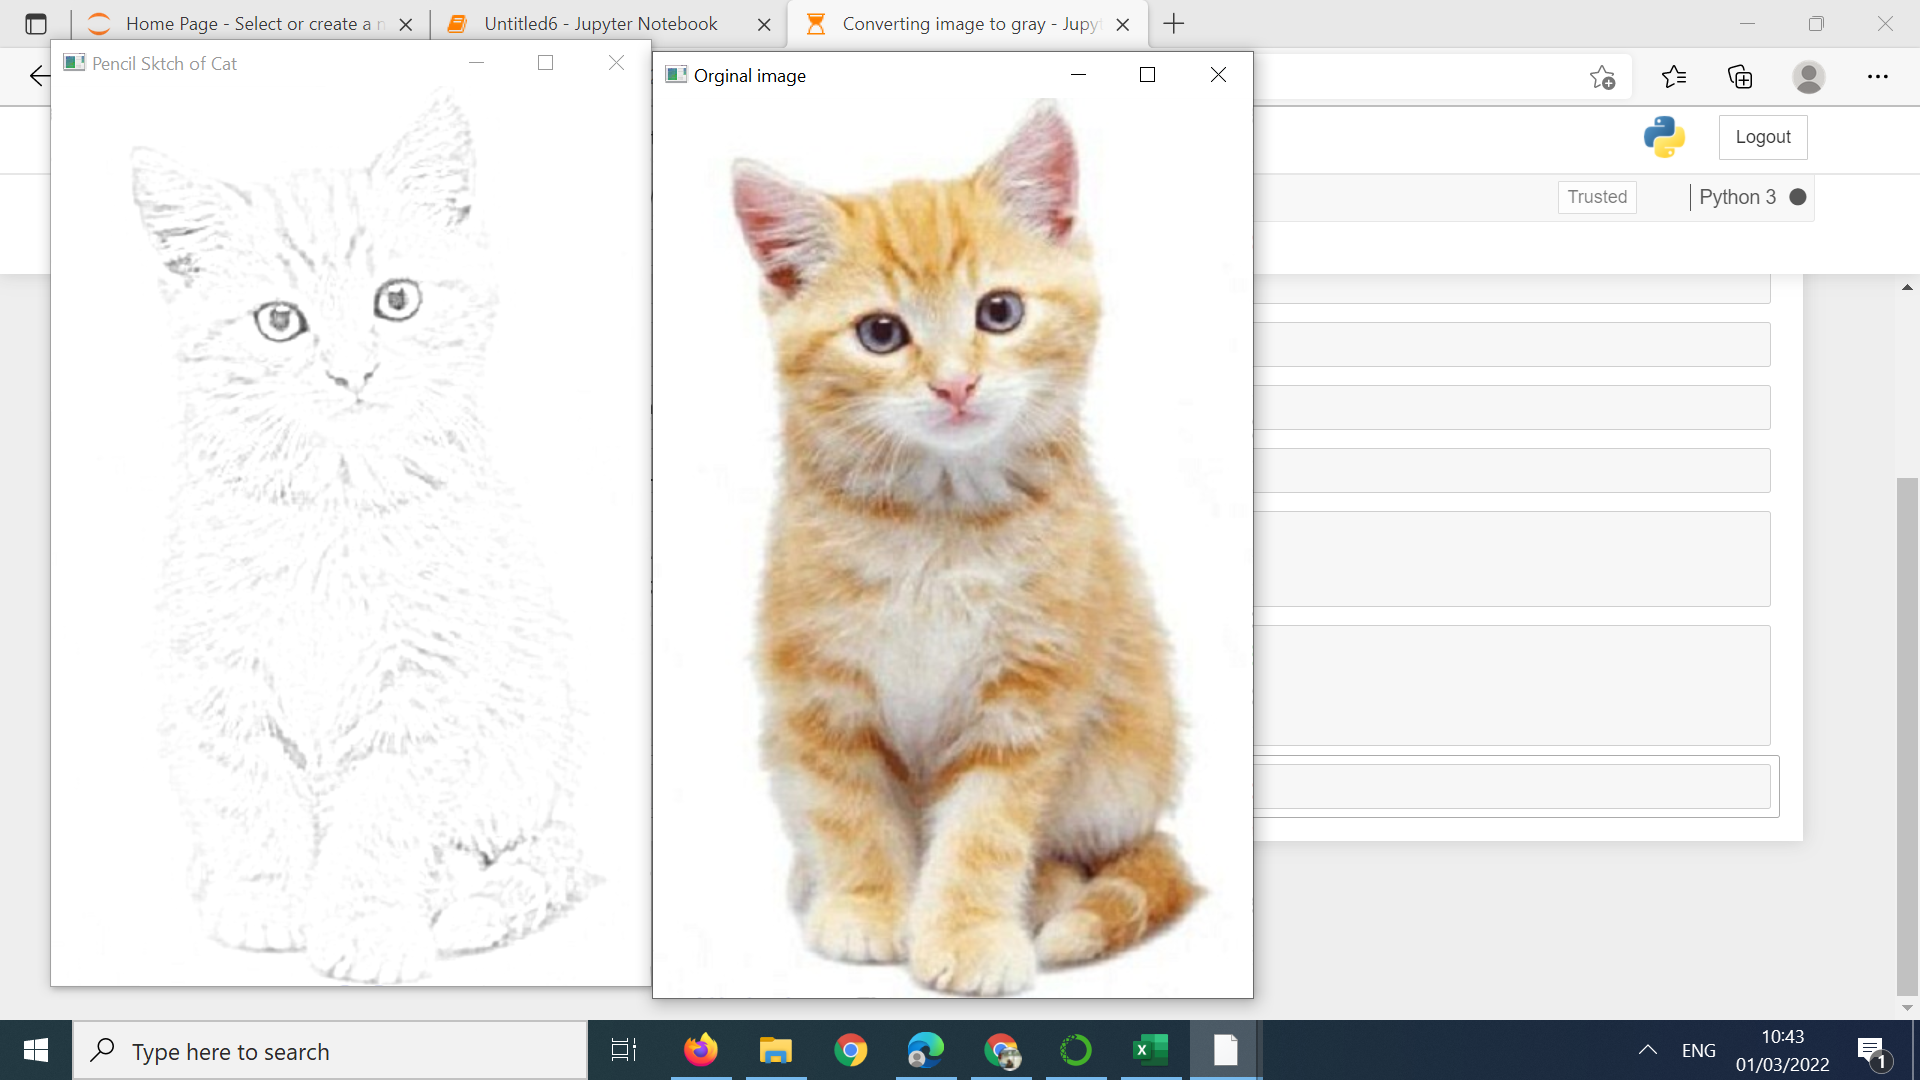 Home Page - Select or create a n
Untitled6 - Jupyter Notebook
Converting image to gray - Jupyt
Pencil Sktch of Cat
Orginal image
Logout
Trusted
Python 3
Type here to search
ENG
10:43
01/03/2022
1